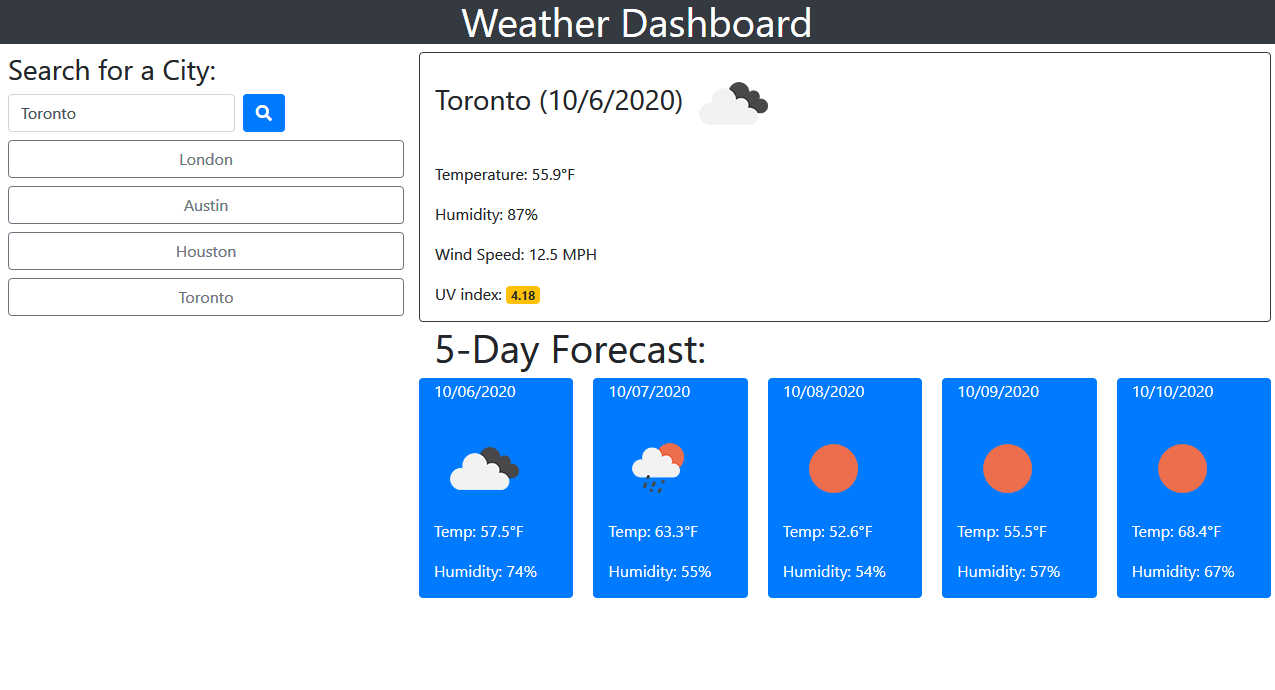 Weather Dashboard
Search for a City:
Toronto
London
Austin
Houston
Toronto
Toronto (10/6/2020)
Temperature: 55.9°F
Humidity: 87%
Wind Speed: 12.5 MPH
UV index: 4.18
5-Day Forecast:
10/06/2020
Temp: 57.5°F
Humidity: 74%
10/07/2020
Temp: 63.3°F
Humidity: 55%
10/08/2020
Temp: 52.6°F
Humidity: 54%
10/09/2020
Temp: 55.5°F
Humidity: 57%
10/10/2020
Temp: 68.4°F
Humidity: 67%